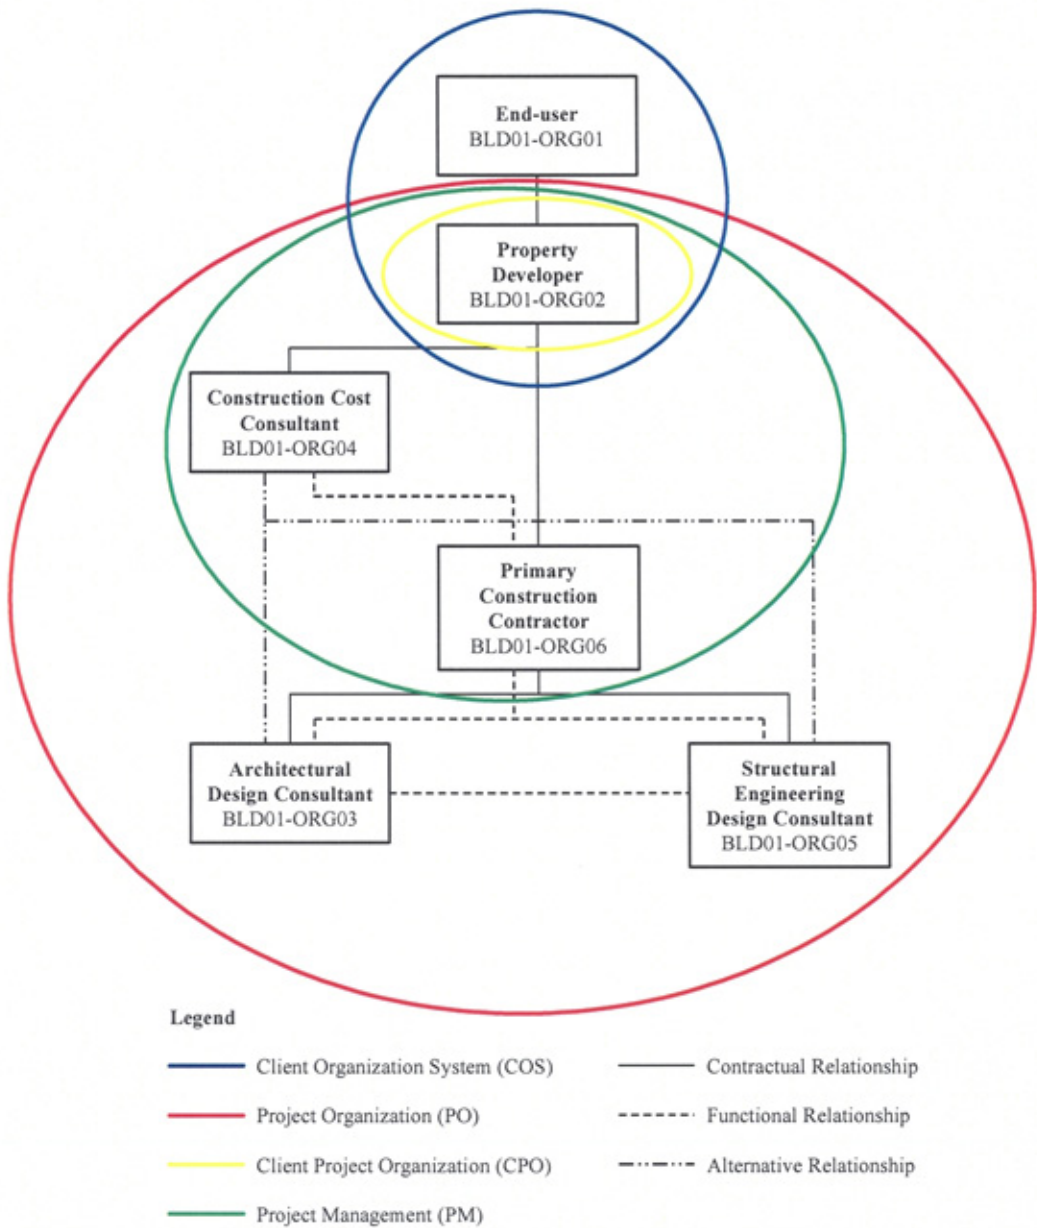 End-user
BLD01-ORG01
Property
Developer
BLD01-ORG02
Construction Cost
Consultant
BLD01-ORG04
Primary
Construction
Contractor
BLD01-ORG06
Architectural
Design Consultant
BLD01-ORG03
Structural
Engineering
Design Consultant
BLD01-ORG05
Legend
Client Organization System (COS)
Project Organization (PO)
Client Project Organization (CPO)
Project Management (PM)
Contractual Relationship
Functional Relationship
Alternative Relationship